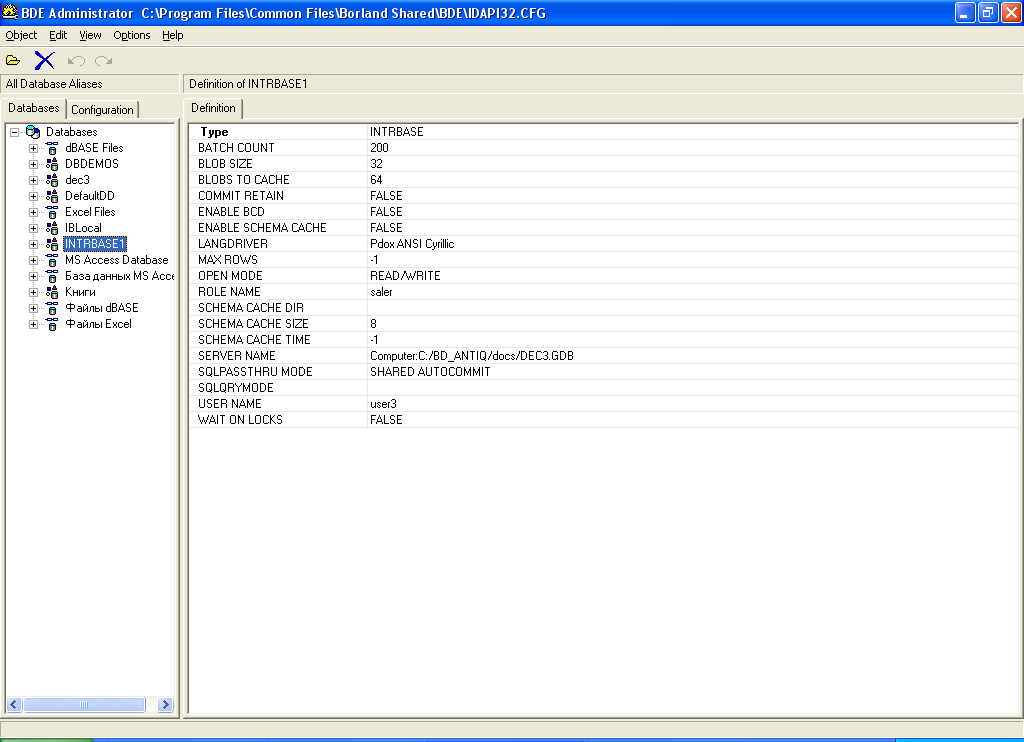 BDE Administrator C:\Program Files\Common Files\Borland Shared\BDE\IDAPI32.CFG
Object Edit View Options Help
All Database Aliases
Definition of INTRBASE1
Databases Configuration
Definition
Databases
dBASE Files
DBDEMOS
dec3
DefaultDD
Excel Files
IBLocal
INTRBASE1
MS Access Database
База данных MS Acce
Книги
Файлы dBASE
Файлы Excel
Type INTRBASE
BATCH COUNT 200
BLOB SIZE 32
BLOBS TO CACHE 64
COMMIT RETAIN FALSE
ENABLE BCD FALSE
ENABLE SCHEMA CACHE FALSE
LANGDRIVER Pdox ANSI Cyrillic
MAX ROWS -1
OPEN MODE READ/WRITE
ROLE NAME saler
SCHEMA CACHE DIR
SCHEMA CACHE SIZE 8
SCHEMA CACHE TIME -1
SERVER NAME Computer:C:/BD_ANTIQ/docs/DEC3.GDB
SQLPASSTHRU MODE SHARED AUTOCOMMIT
SQLQRYMODE
USER NAME user3
WAIT ON LOCKS FALSE